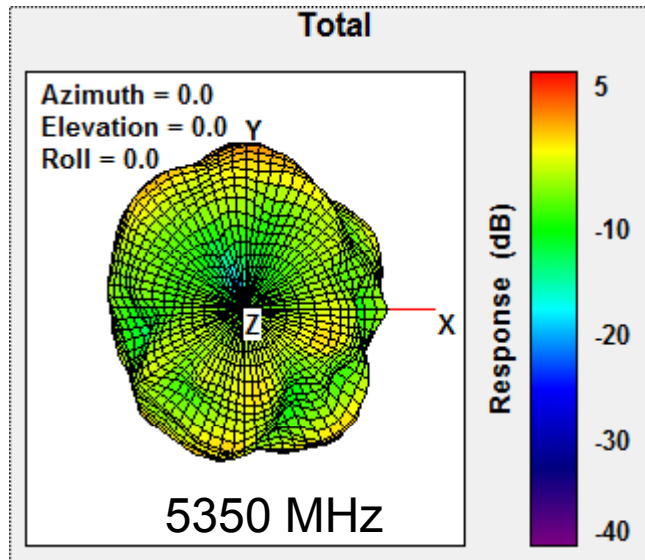 Total
Azimuth = 0.0
Elevation = 0.0
Roll = 0.0
Y
Z
X
5350 MHz
Response (dB)
5
-10
-20
-30
-40